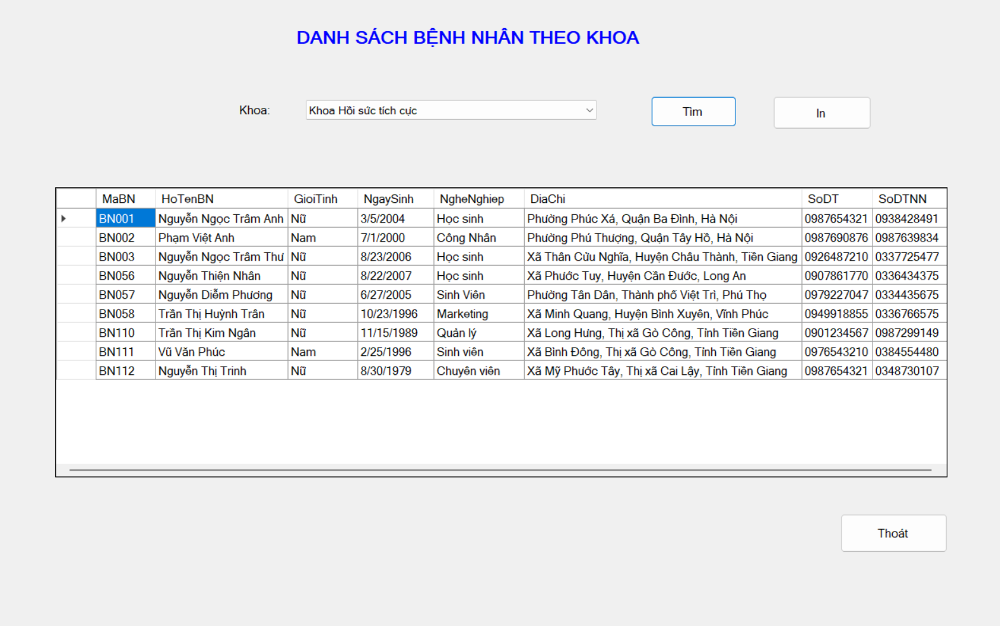 DANH SÁCH BỆNH NHÂN THEO KHOA
Khoa: Khoa Hồi sức tích cực Tìm In
MaBN HoTenBN GioiTinh NgaySinh NgheNghiep DiaChi SoDT SoDTNN
BN001 Nguyễn Ngọc Trâm Anh Nữ 3/5/2004 Học sinh Phường Phúc Xá, Quận Ba Đình, Hà Nội 0987654321 0938428491
BN002 Phạm Việt Anh Nam 7/1/2000 Công Nhân Phường Phú Thượng, Quận Tây Hồ, Hà Nội 0987690876 0987639834
BN003 Nguyễn Ngọc Trâm Thư Nữ 8/23/2006 Học sinh Xã Thân Cửu Nghĩa, Huyện Châu Thành, Tiền Giang 0926487210 0337725477
BN056 Nguyễn Thiện Nhân Nữ 8/22/2007 Học sinh Xã Phước Tuy, Huyện Cần Đước, Long An 0907861770 0336434375
BN057 Nguyễn Diễm Phương Nữ 6/27/2005 Sinh Viên Phường Tân Dân, Thành phố Việt Trì, Phú Thọ 0979227047 0334435675
BN058 Trần Thị Huỳnh Trân Nữ 10/23/1996 Marketing Xã Minh Quang, Huyện Bình Xuyên, Vĩnh Phúc 0949918855 0336766575
BN110 Trần Thị Kim Ngân Nữ 11/15/1989 Quản lý Xã Long Hưng, Thị xã Gò Công, Tỉnh Tiền Giang 0901234567 0987299149
BN111 Vũ Văn Phúc Nam 2/25/1996 Sinh viên Xã Bình Đông, Thị xã Gò Công, Tỉnh Tiền Giang 0976543210 0384554480
BN112 Nguyễn Thị Trinh Nữ 8/30/1979 Chuyên viên Xã Mỹ Phước Tây, Thị xã Cai Lậy, Tỉnh Tiền Giang 0987654321 0348730107
Thoát